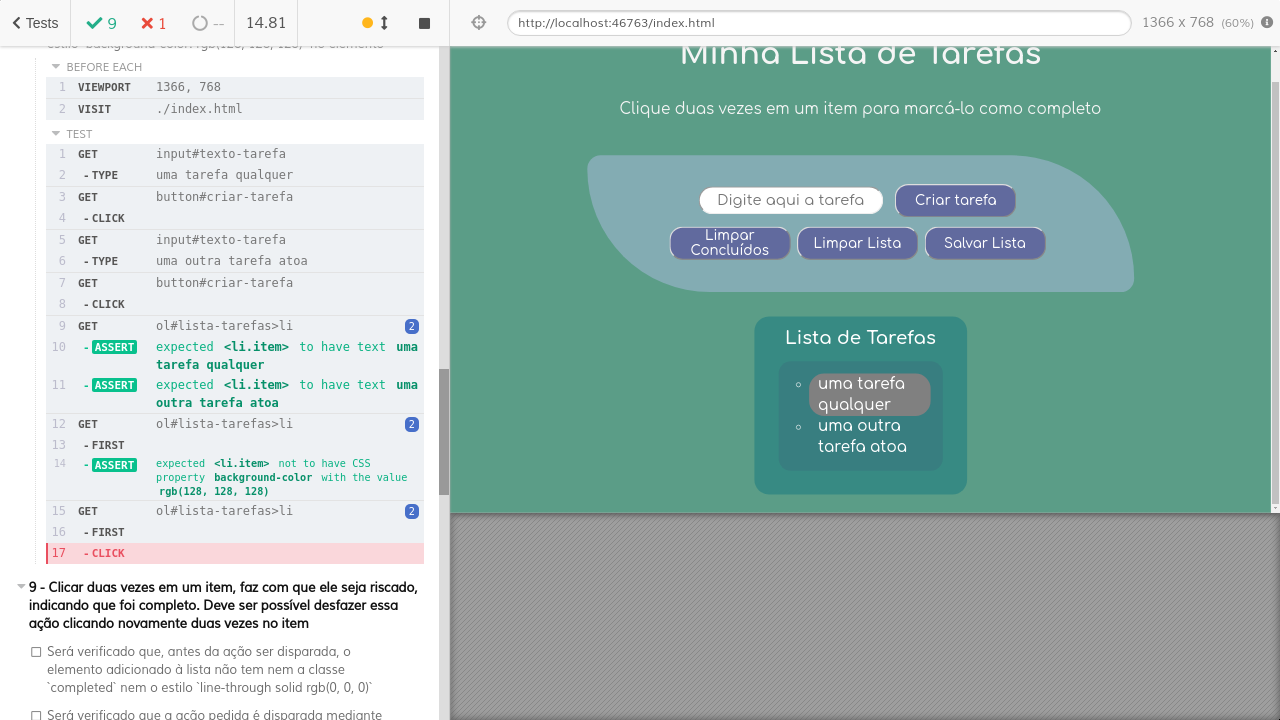 Tests
9
1
--
14.81
http://localhost:46763/index.html
1366 x 768 (60%)
estilo `background-color: rgb(128, 128, 128)` no elemento
BEFORE EACH
1 VIEWPORT 1366, 768
2 VISIT ./index.html
TEST
1 GET input#texto-tarefa
2 -TYPE uma tarefa qualquer
3 GET button#criar-tarefa
4 -CLICK
5 GET input#texto-tarefa
6 -TYPE uma outra tarefa atoa
7 GET button#criar-tarefa
8 -CLICK
9 GET ol#lista-tarefas>li 2
10 -ASSERT expected <li.item> to have text uma
tarefa qualquer
11 -ASSERT expected <li.item> to have text uma
outra tarefa atoa
12 GET ol#lista-tarefas>li 2
13 -FIRST
14 -ASSERT expected <li.item> not to have CSS
property background-color with the value
rgb(128, 128, 128)
15 GET ol#lista-tarefas>li 2
16 -FIRST
17 -CLICK
9 - Clicar duas vezes em um item, faz com que ele seja riscado,
indicando que foi completo. Deve ser possível desfazer essa
ação clicando novamente duas vezes no item
Será verificado que, antes da ação ser disparada, o
elemento adicionado à lista não tem nem a classe
`completed` nem o estilo `line-through solid rgb(0, 0, 0)`
Será verificado que a ação pedida é disparada mediante
Minha Lista de Tarefas
Clique duas vezes em um item para marcá-lo como completo
Digite aqui a tarefa
Criar tarefa
Limpar
Concluídos
Limpar Lista
Salvar Lista
Lista de Tarefas
uma tarefa
qualquer
uma outra
tarefa atoa